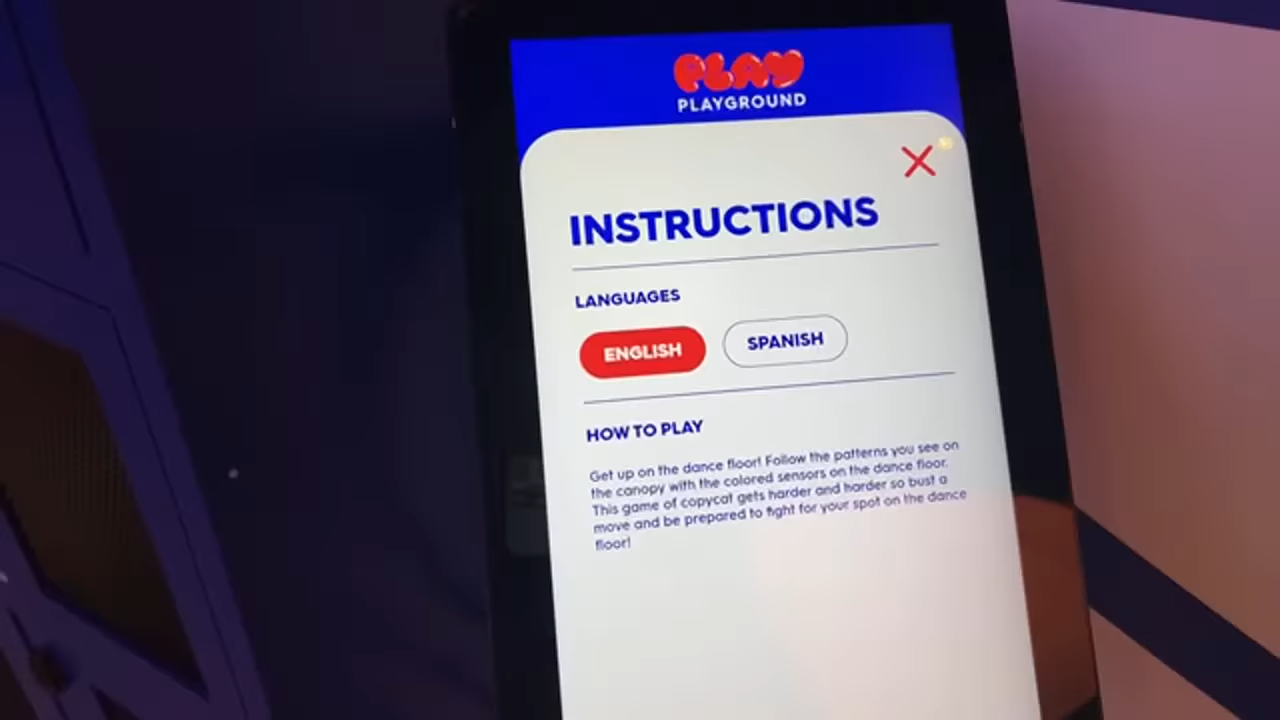 PLAY
PLAYGROUND
INSTRUCTIONS
LANGUAGES
ENGLISH
SPANISH
HOW TO PLAY
Get up on the dance floor! Follow the patterns you see on
the canopy with the colored sensors on the dance floor.
This game of copycat gets harder and harder so bust a
move and be prepared to fight for your spot on the dance
floor!